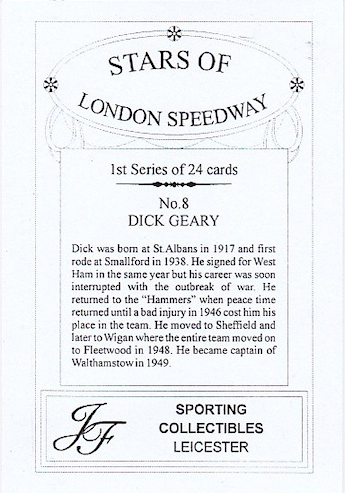 STARS OF
LONDON SPEEDWAY
1st Series of 24 cards
No.8
DICK GEARY
Dick was born at St.Albans in 1917 and first
rode at Smallford in 1938. He signed for West
Ham in the same year but his career was soon
interrupted with the outbreak of war. He
returned to the “Hammers” when peace time
returned until a bad injury in 1946 cost him his
place in the team. He moved to Sheffield and
later to Wigan where the entire team moved on
to Fleetwood in 1948. He became captain of
Walthamstow in 1949.
JF
SPORTING
COLLECTIBLES
LEICESTER